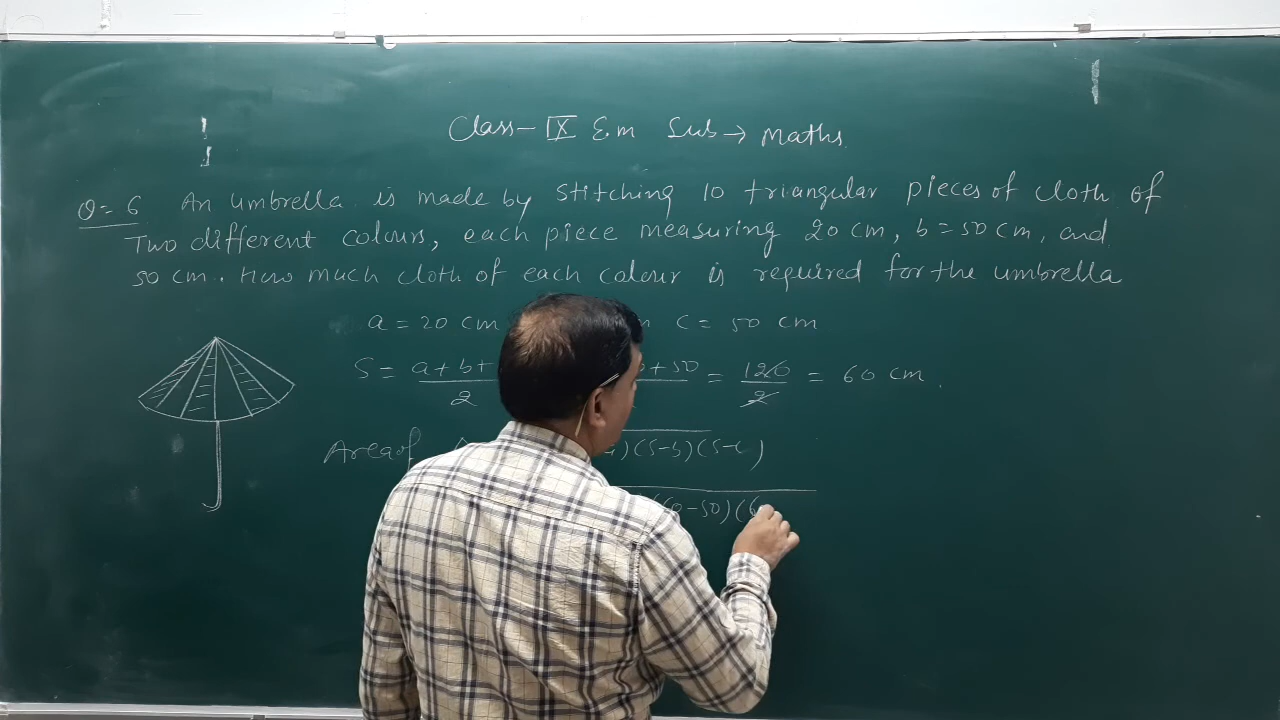 Class- IX E.m Sub → Maths
Q=6 An umbrella is made by stitching 10 triangular pieces of cloth of
Two different colours, each piece measuring 20 cm, b = 50 cm, and
50 cm. How much cloth of each colour is required for the umbrella
a = 20 cm c = 50 cm
S = a + b + / 2 + 50 = 120 / 2 = 60 cm.
Area of )(s-b)(s-c)
(60-50)(6